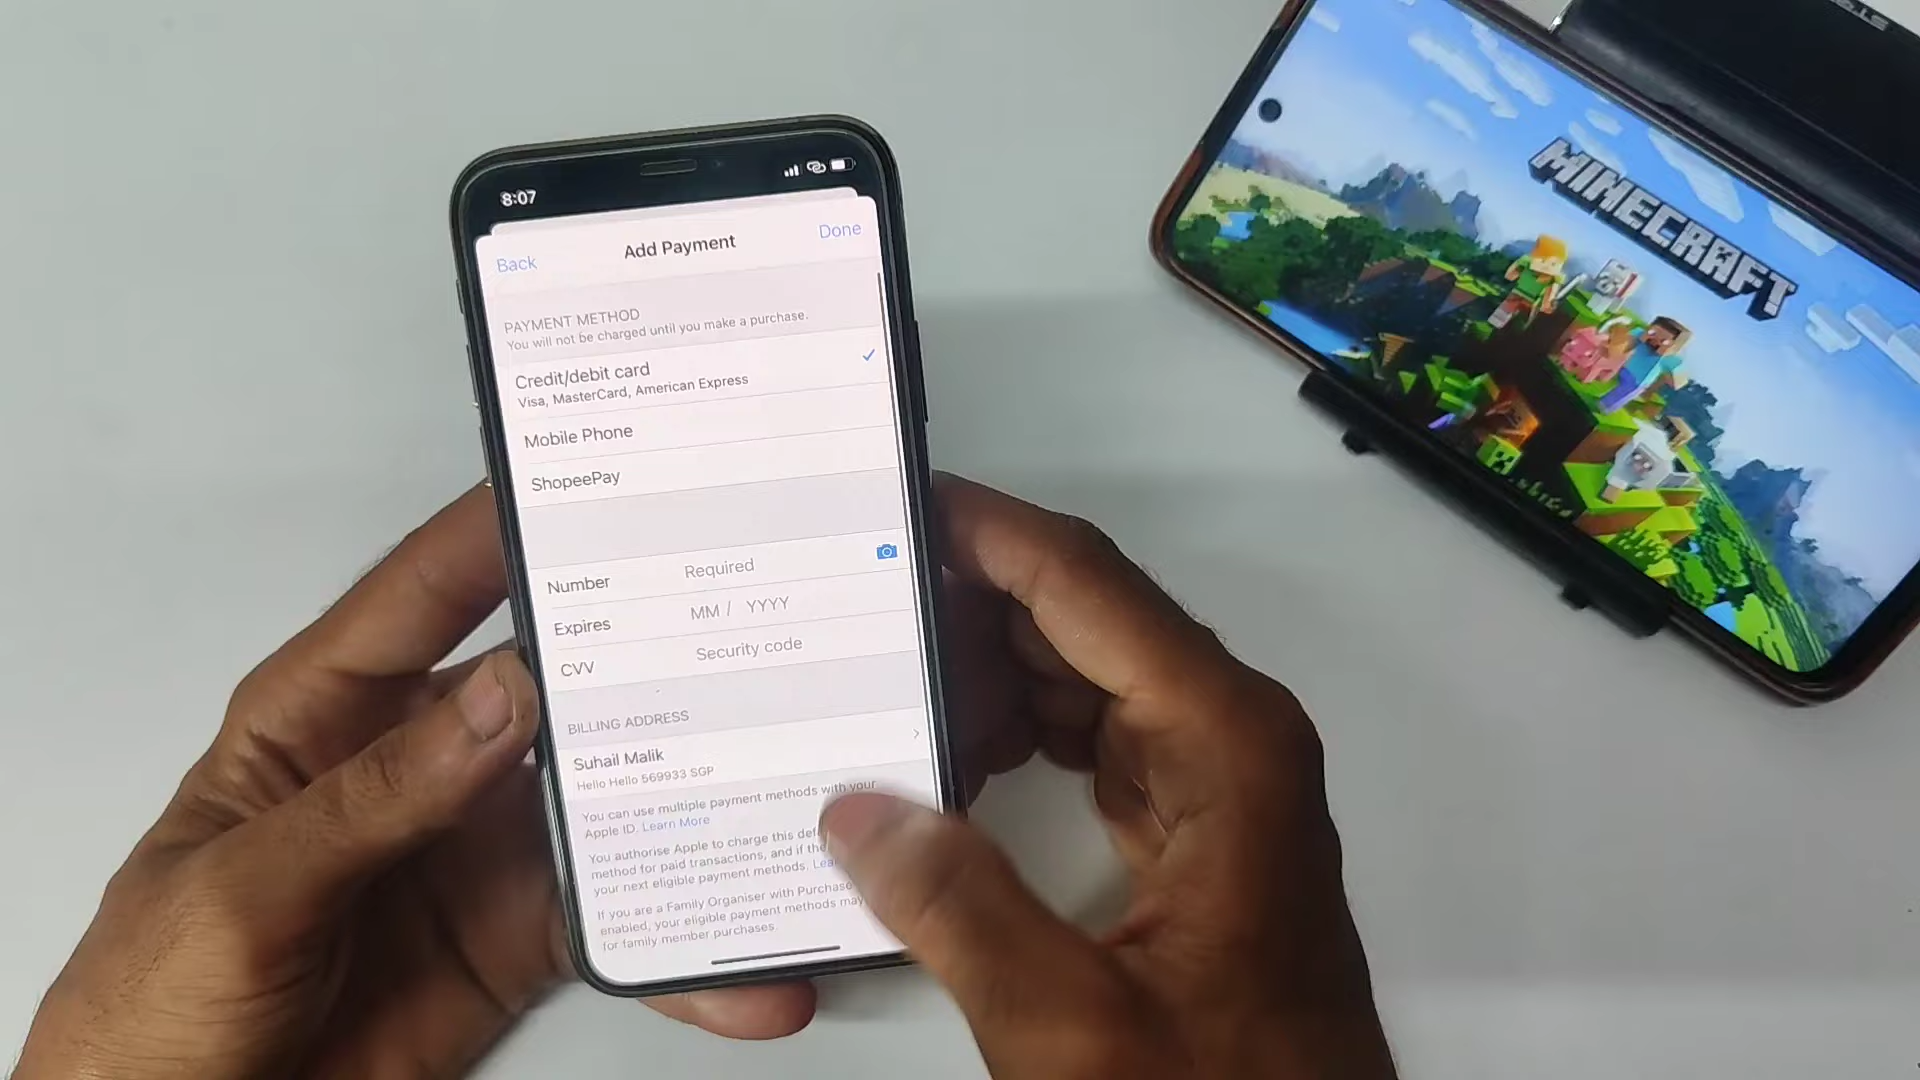 8:07
Back
Add Payment
Done
PAYMENT METHOD
You will not be charged until you make a purchase.
Credit/debit card
Visa, MasterCard, American Express
Mobile Phone
ShopeePay
Number Required
Expires MM / YYYY
CVV Security code
BILLING ADDRESS
Suhail Malik
Hello Hello 569933 SGP
You can use multiple payment methods with your
Apple ID. Learn More
You authorise Apple to charge this
method for paid transactions, and if the
your next eligible payment methods.
If you are a Family Organiser with
enabled, your eligible payment methods may
for family member purchases.
MINECRAFT